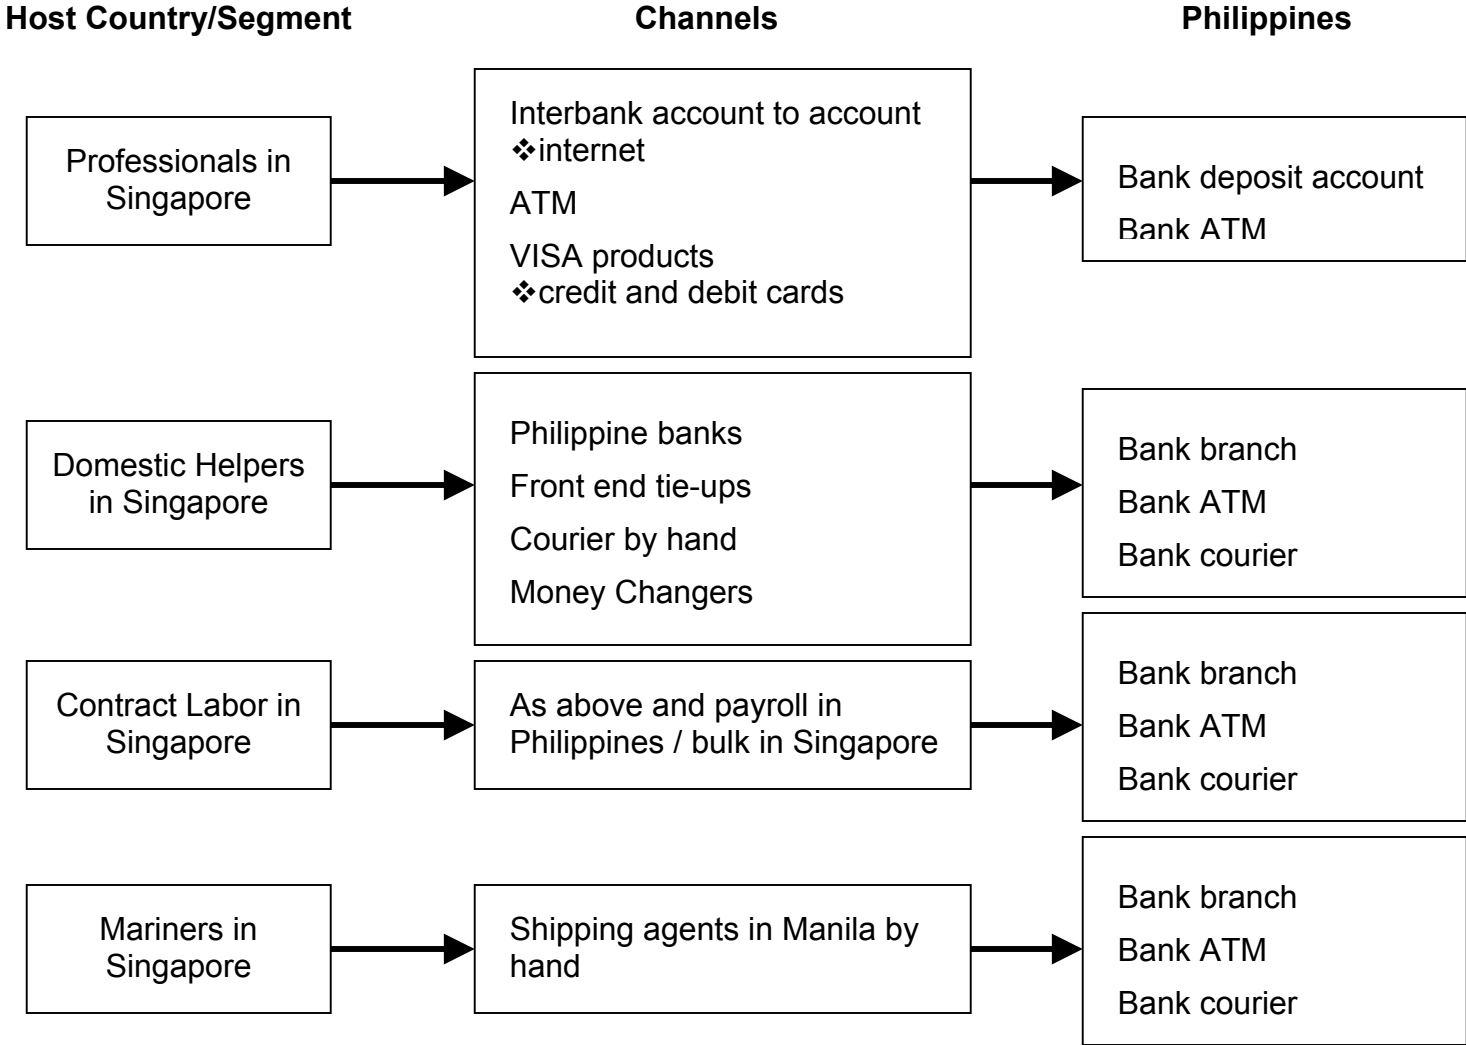 Host Country/Segment
Channels
Philippines
Professionals in
Singapore
Interbank account to account
❖internet
ATM
VISA products
❖credit and debit cards
Bank deposit account
Bank ATM
Domestic Helpers
in Singapore
Philippine banks
Front end tie-ups
Courier by hand
Money Changers
Bank branch
Bank ATM
Bank courier
Contract Labor in
Singapore
As above and payroll in
Philippines / bulk in Singapore
Bank branch
Bank ATM
Bank courier
Mariners in
Singapore
Shipping agents in Manila by
hand
Bank branch
Bank ATM
Bank courier